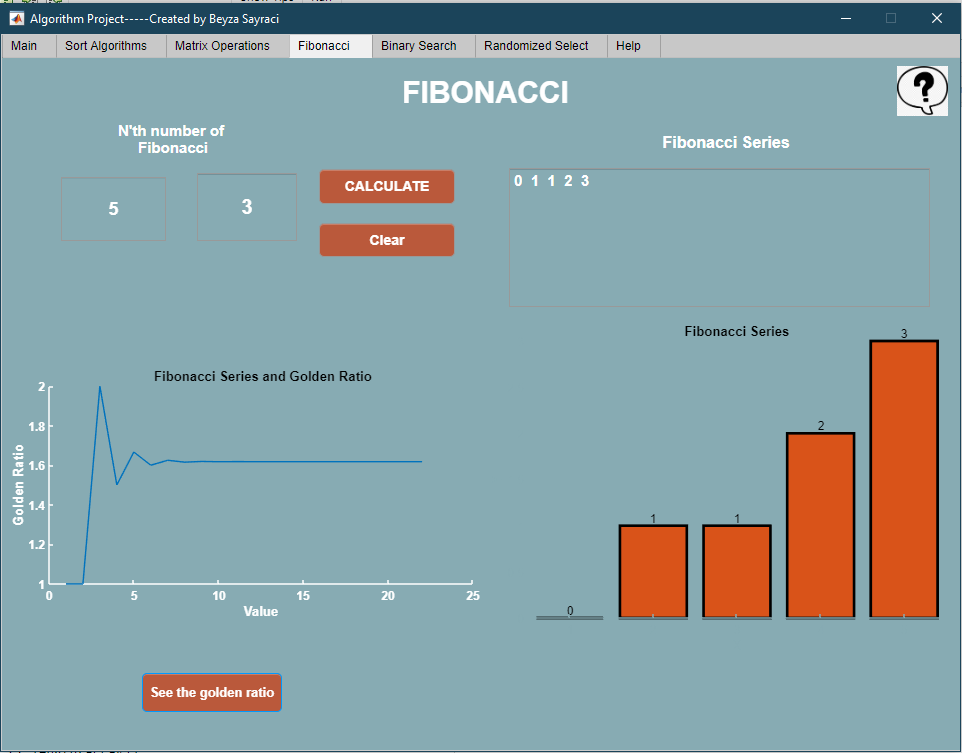 Algorithm Project-----Created by Beyza Sayraci
Main Sort Algorithms Matrix Operations Fibonacci Binary Search Randomized Select Help
FIBONACCI
?
N'th number of
Fibonacci
5 3
CALCULATE
Clear
Fibonacci Series
0 1 1 2 3
Fibonacci Series and Golden Ratio
Golden Ratio
2
1.8
1.6
1.4
1.2
1
0 5 10 15 20 25
Value
See the golden ratio
Fibonacci Series
0 1 1 2 3